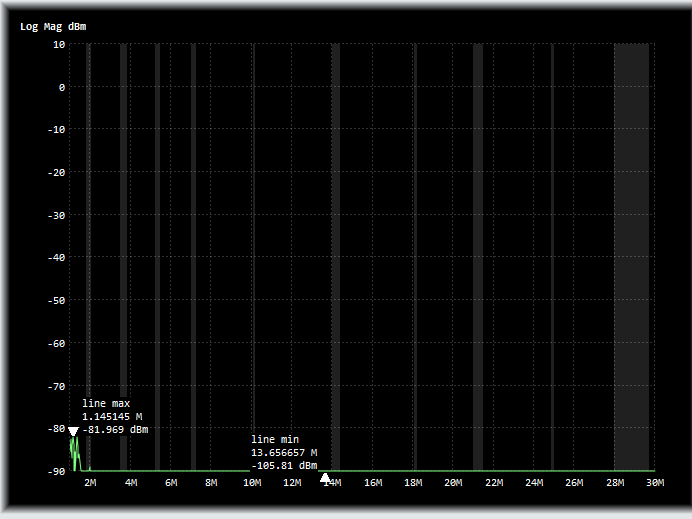 Log Mag dBm
10
0
-10
-20
-30
-40
-50
-60
-70
line max
1.145145 M
-80
-81.969 dBm
line min
13.656657 M
-105.81 dBm
-90
2M 4M 6M 8M 10M 12M 14M 16M 18M 20M 22M 24M 26M 28M 30M